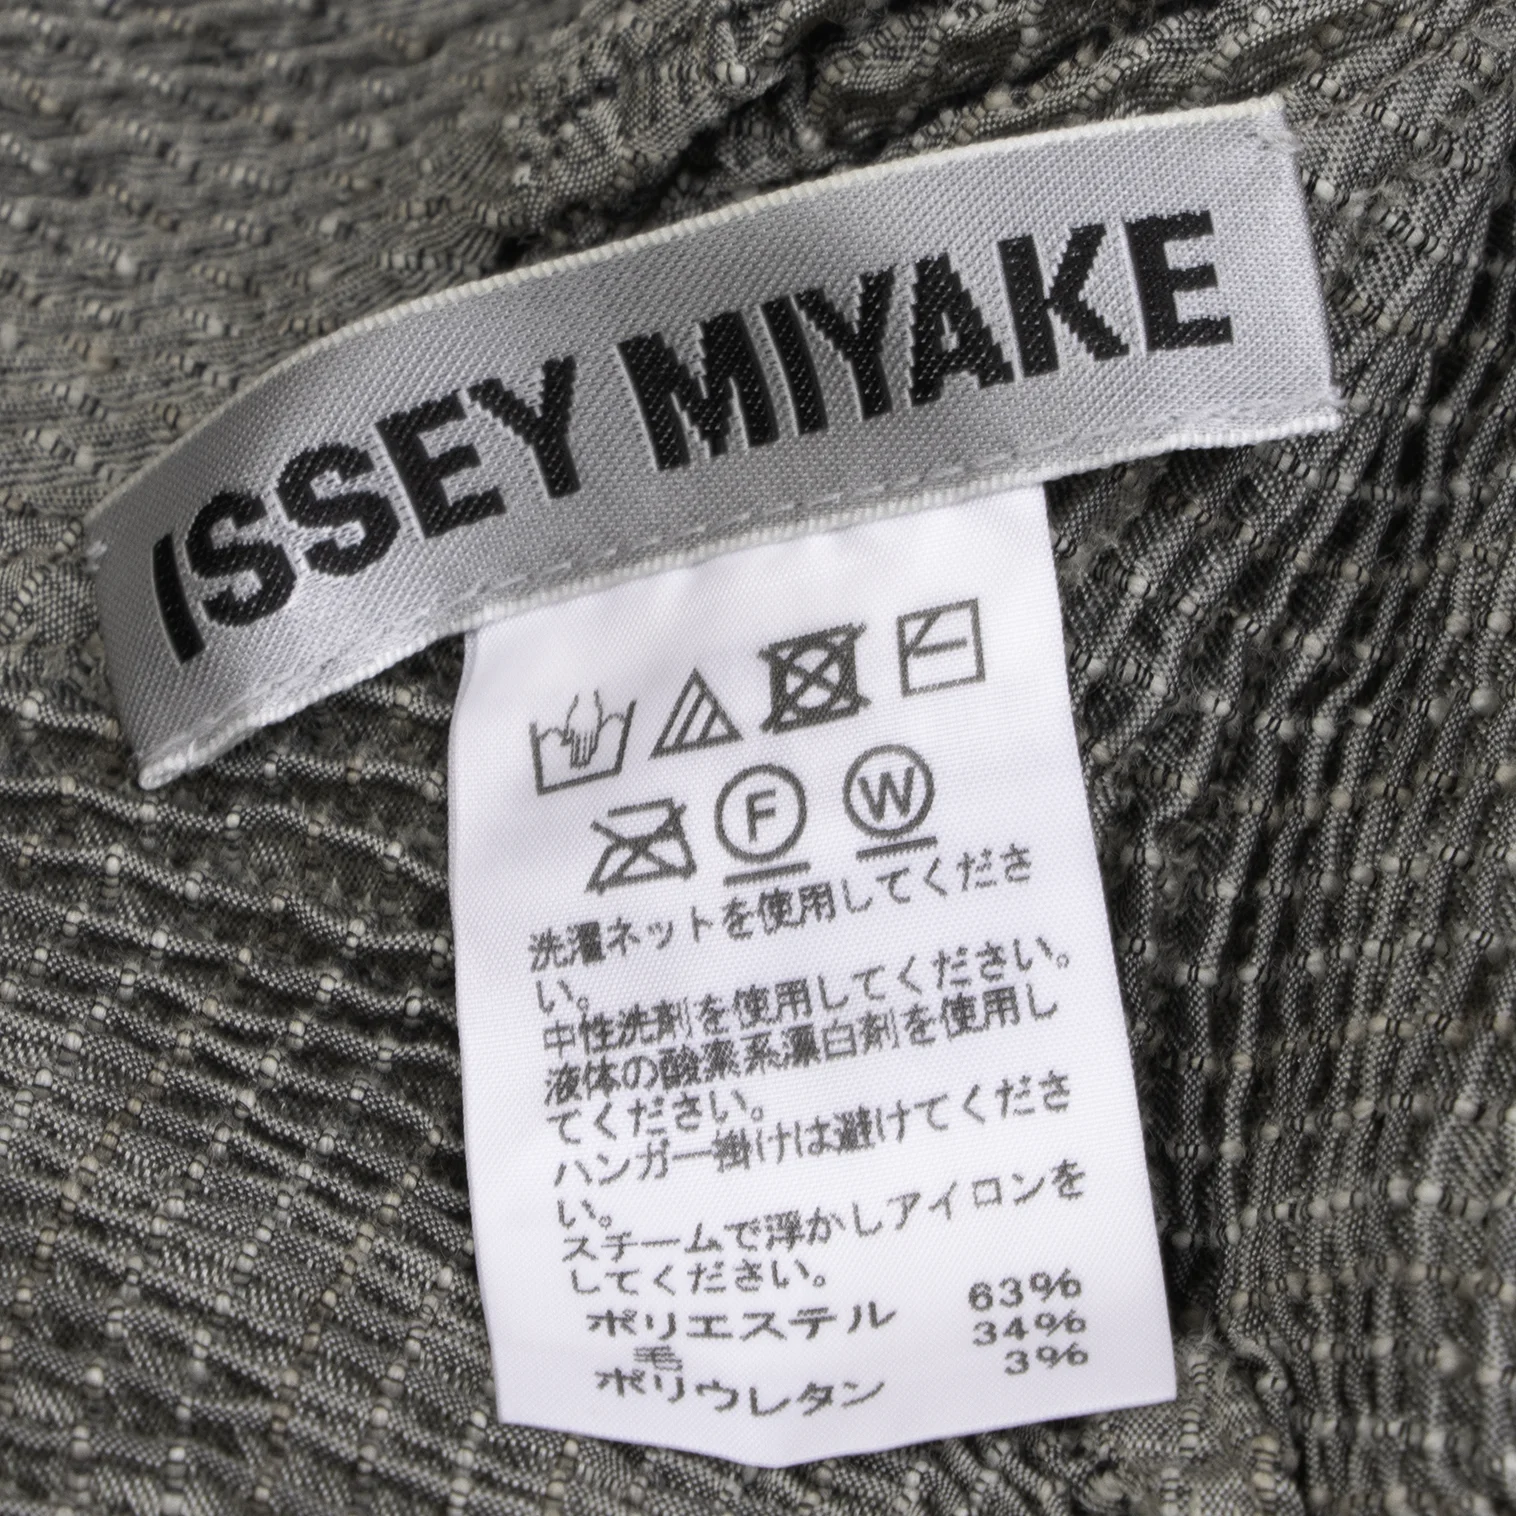 ISSEY MIYAKE
F W
洗濯ネットを使用してくださ
い。
中性洗剤を使用してください。
液体の酸素系漂白剤を使用し
てください。
ハンガー掛けは避けてくださ
い。
スチームで浮かしアイロンを
してください。
ポリエステル 63%
毛 34%
ポリウレタン 3%